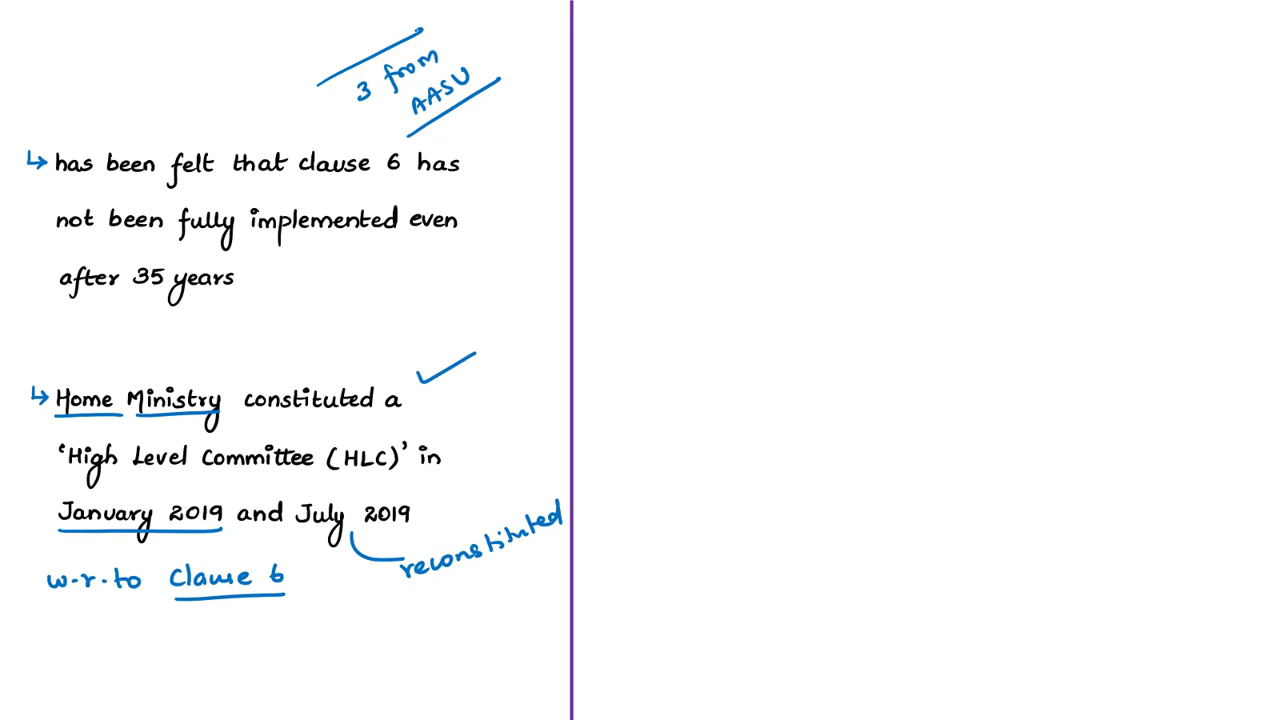 3 from
AASU
↳ has been felt that clause 6 has
not been fully implemented even
after 35 years
↳ Home Ministry constituted a
'High Level Committee (HLC)' in
January 2019 and July 2019
reconstituted
w.r.to Clause 6